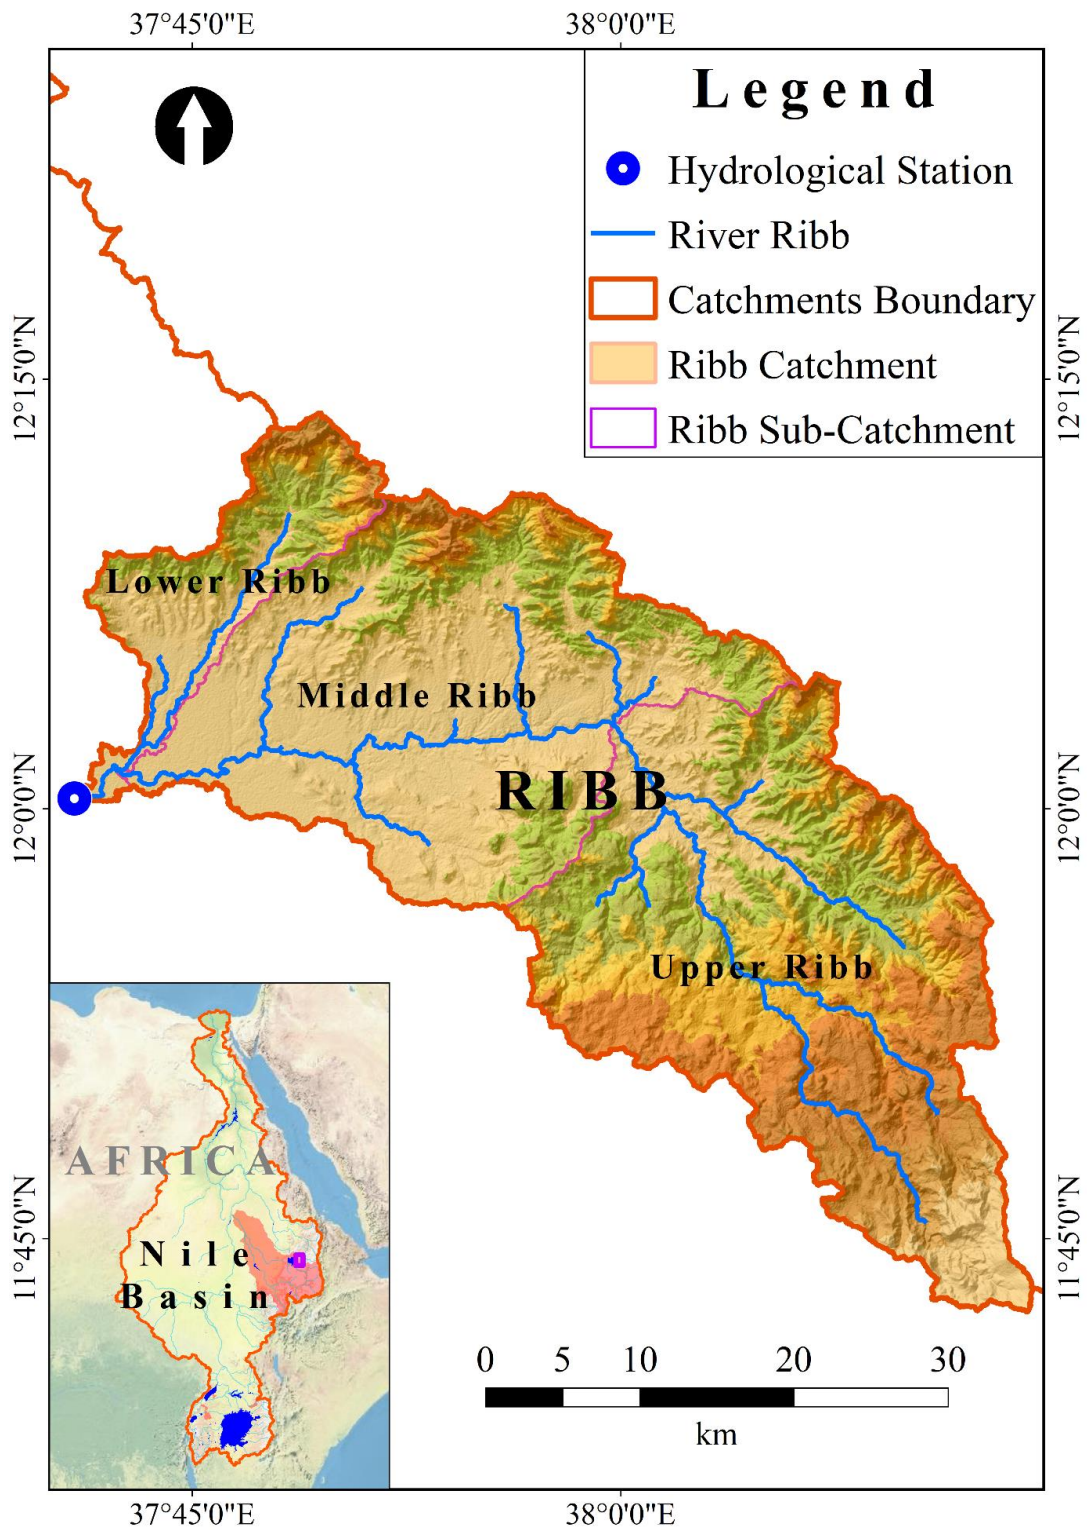 37°45'0"E 38°0'0"E
Legend
Hydrological Station
River Ribb
Catchments Boundary
Ribb Catchment
Ribb Sub-Catchment
12°15'0"N 12°15'0"N
Lower Ribb
Middle Ribb
RIBB
12°0'0"N 12°0'0"N
Upper Ribb
AFRICA
Nile
Basin
11°45'0"N 11°45'0"N
0 5 10 20 30
km
37°45'0"E 38°0'0"E